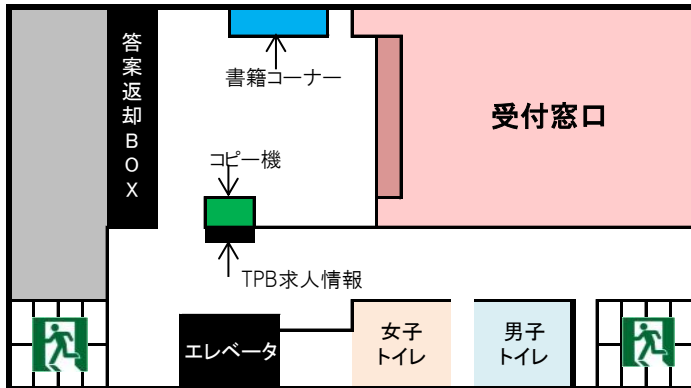 答案返却BOX
書籍コーナー
受付窓口
コピー機
TPB求人情報
エレベータ
女子
トイレ
男子
トイレ